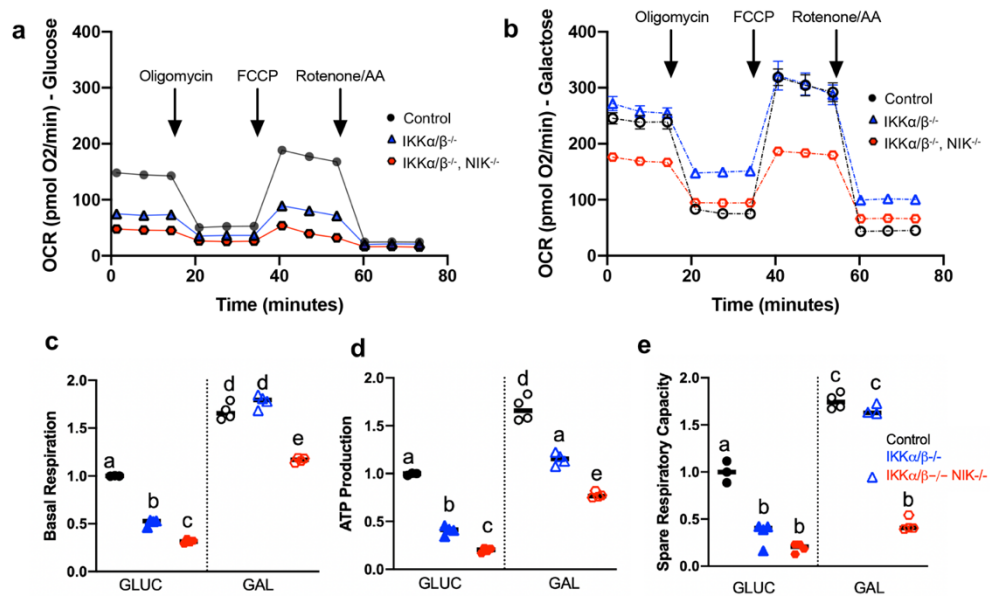 a
OCR (pmol O2/min) - Glucose
400
300
200
100
0
Oligomycin FCCP Rotenone/AA
Control
IKKα/β-/-
IKKα/β-/-, NIK-/-
0 20 40 60 80
Time (minutes)
b
OCR (pmol O2/min) - Galactose
400
300
200
100
0
Oligomycin FCCP Rotenone/AA
Control
IKKα/β-/-
IKKα/β-/-, NIK-/-
0 20 40 60 80
Time (minutes)
c
Basal Respiration
2.0
1.5
1.0
0.5
0.0
a b c d d e
GLUC GAL
d
ATP Production
2.0
1.5
1.0
0.5
0.0
a b c d a e
GLUC GAL
e
Spare Respiratory Capacity
2.0
1.5
1.0
0.5
0.0
a b b c c b
Control
IKKα/β-/-
IKKα/β-/- NIK-/-
GLUC GAL